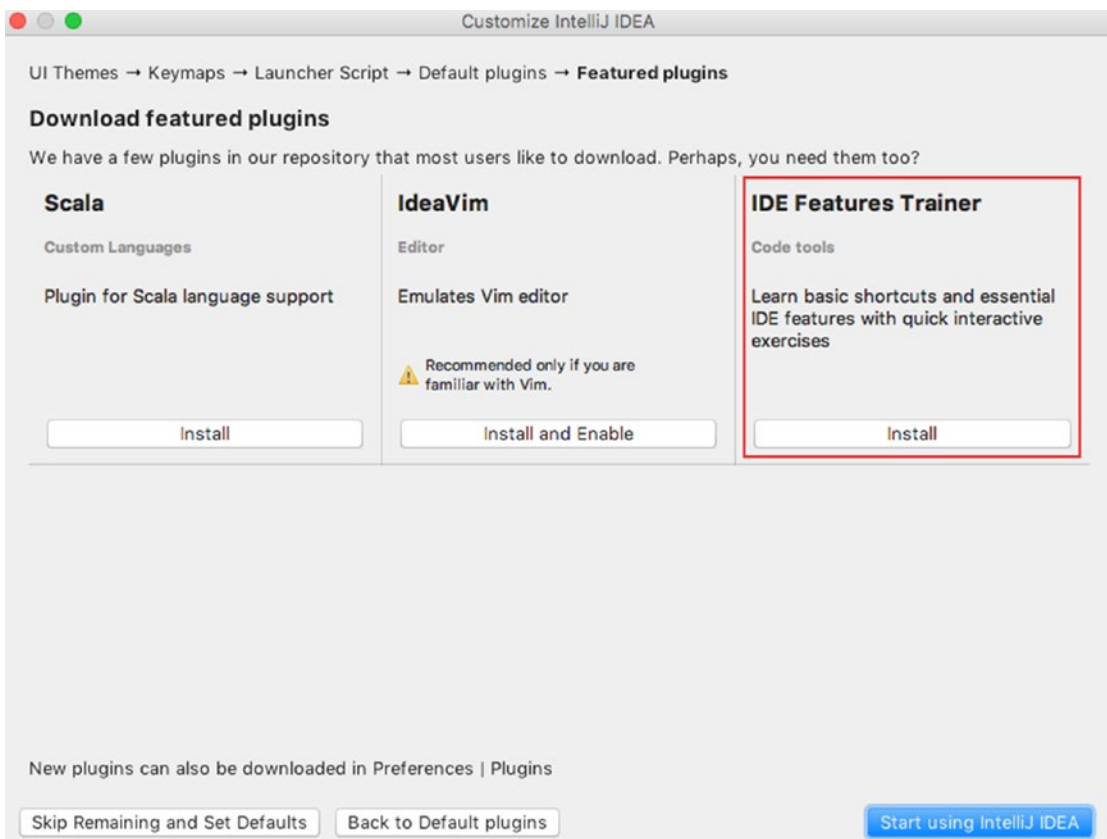 Customize IntelliJ IDEA
UI Themes → Keymaps → Launcher Script → Default plugins → Featured plugins
Download featured plugins
We have a few plugins in our repository that most users like to download. Perhaps, you need them too?
Scala
Custom Languages
Plugin for Scala language support
Install
IdeaVim
Editor
Emulates Vim editor
Recommended only if you are
familiar with Vim.
Install and Enable
IDE Features Trainer
Code tools
Learn basic shortcuts and essential
IDE features with quick interactive
exercises
Install
New plugins can also be downloaded in Preferences | Plugins
Skip Remaining and Set Defaults
Back to Default plugins
Start using IntelliJ IDEA